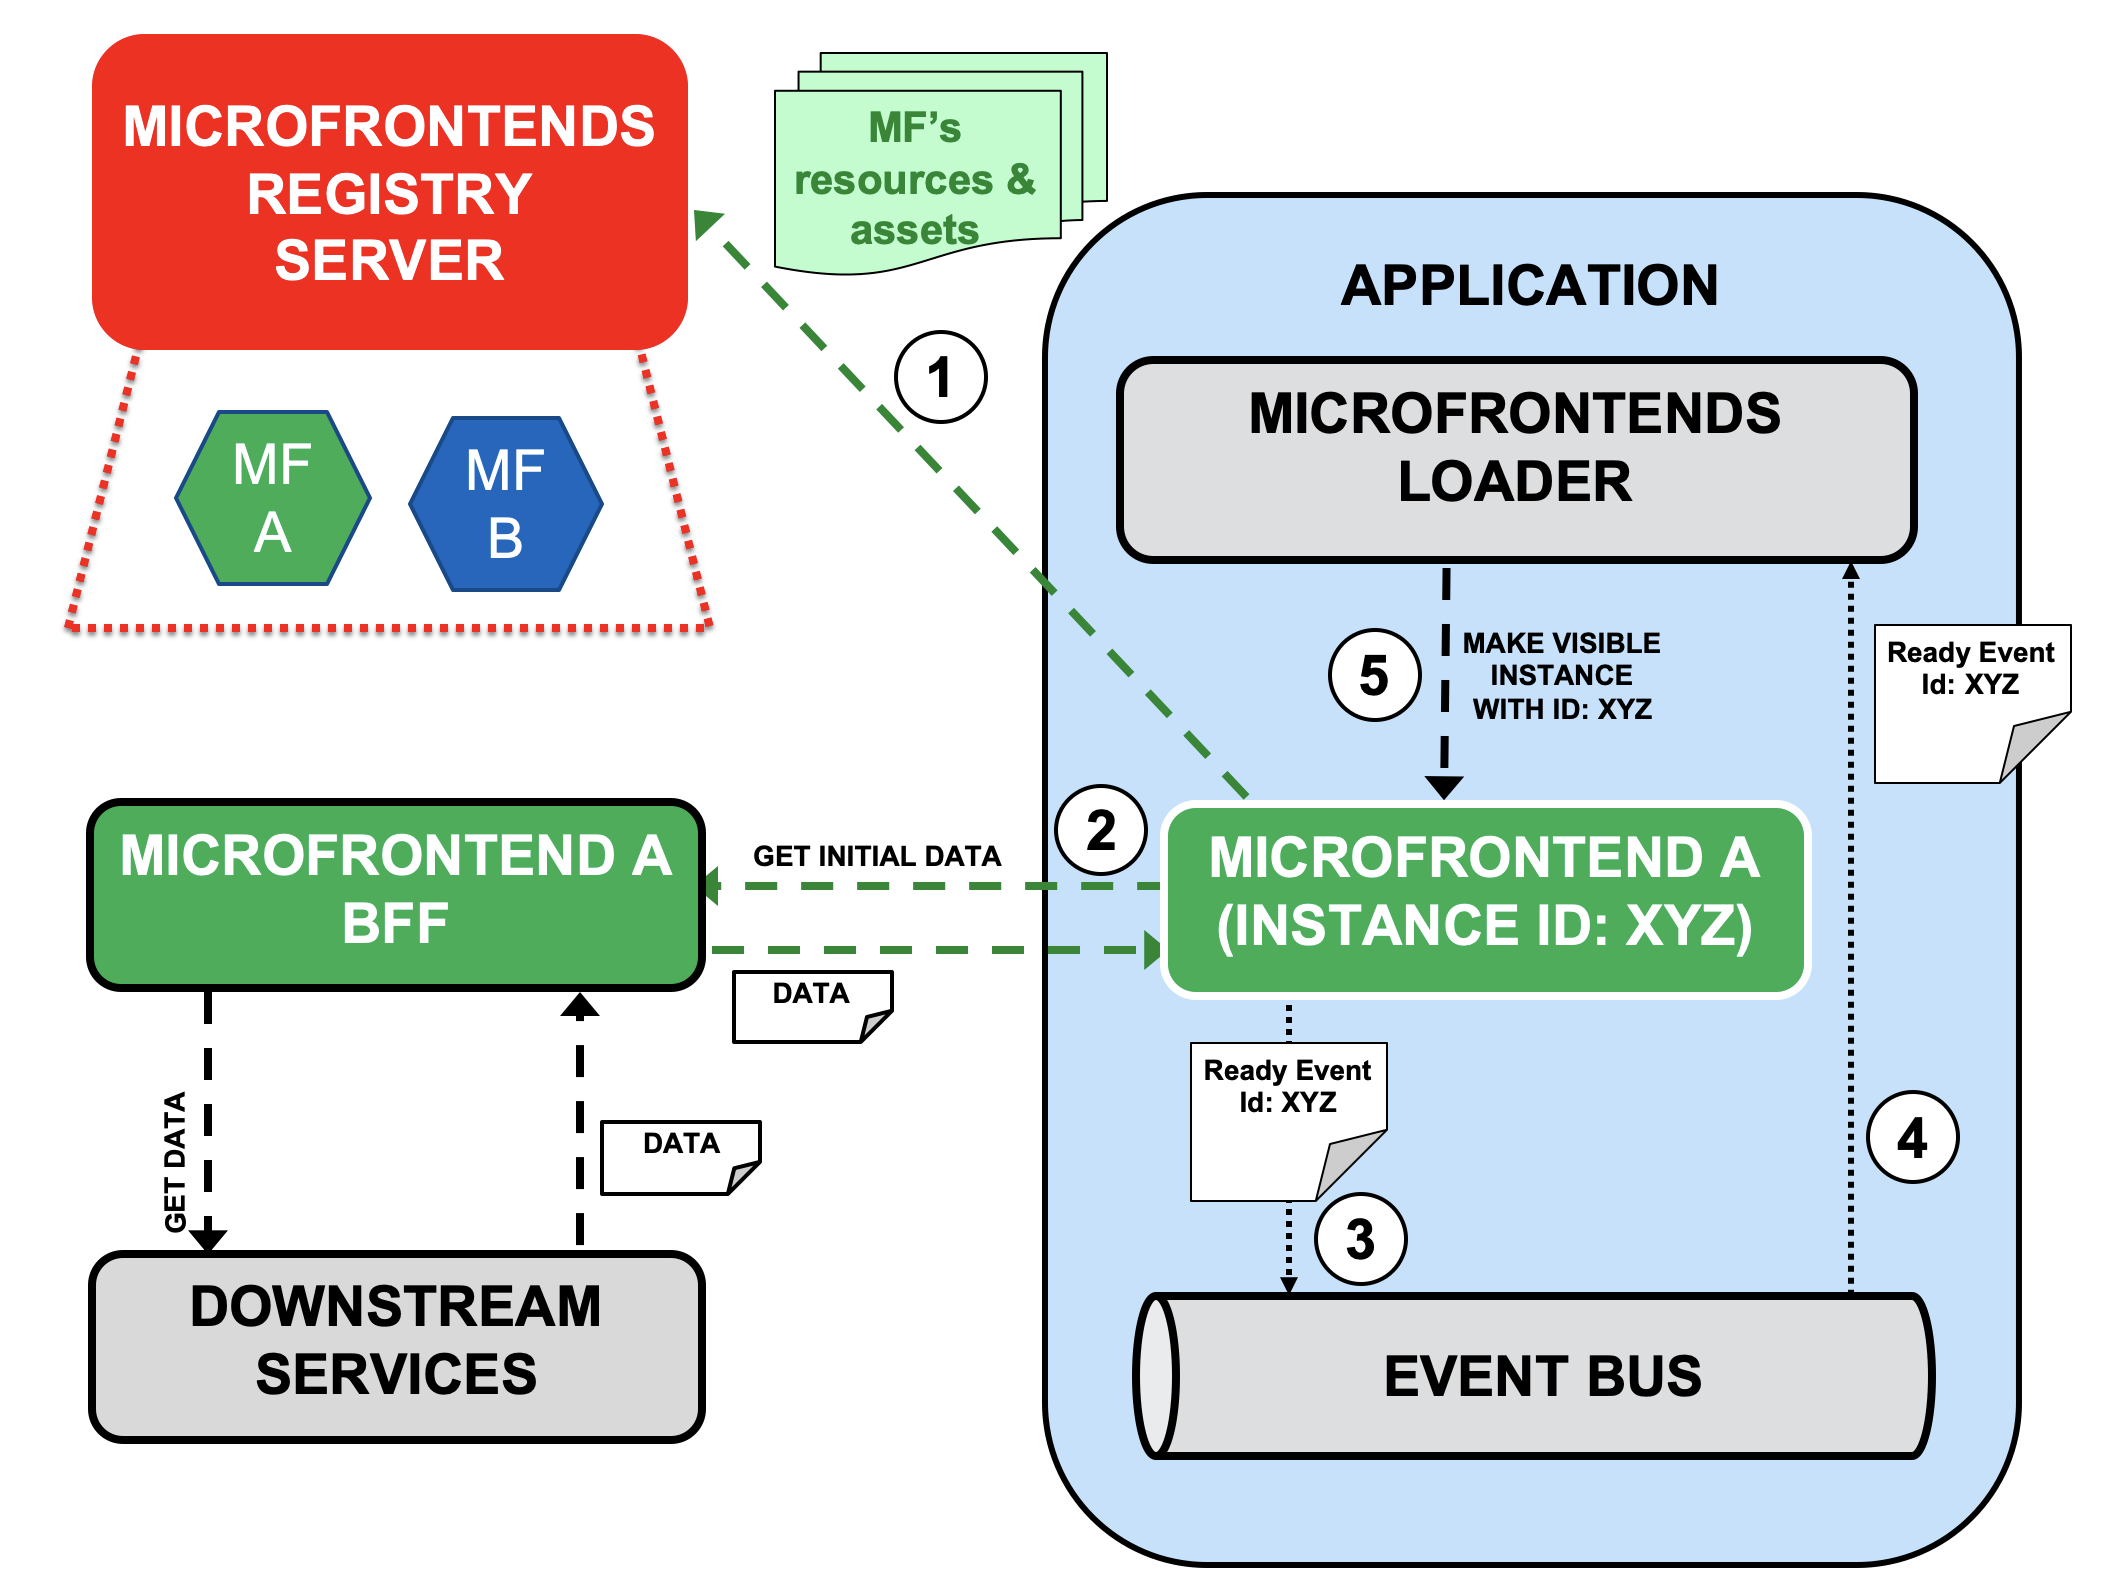 MICROFRONTENDS
REGISTRY
SERVER
MF
A
MF
B
MF’s
resources &
assets
1
APPLICATION
MICROFRONTENDS
LOADER
5
MAKE VISIBLE
INSTANCE
WITH ID: XYZ
Ready Event
Id: XYZ
MICROFRONTEND A
BFF
GET INITIAL DATA
2
DATA
MICROFRONTEND A
(INSTANCE ID: XYZ)
GET DATA
DATA
Ready Event
Id: XYZ
3
4
DOWNSTREAM
SERVICES
EVENT BUS